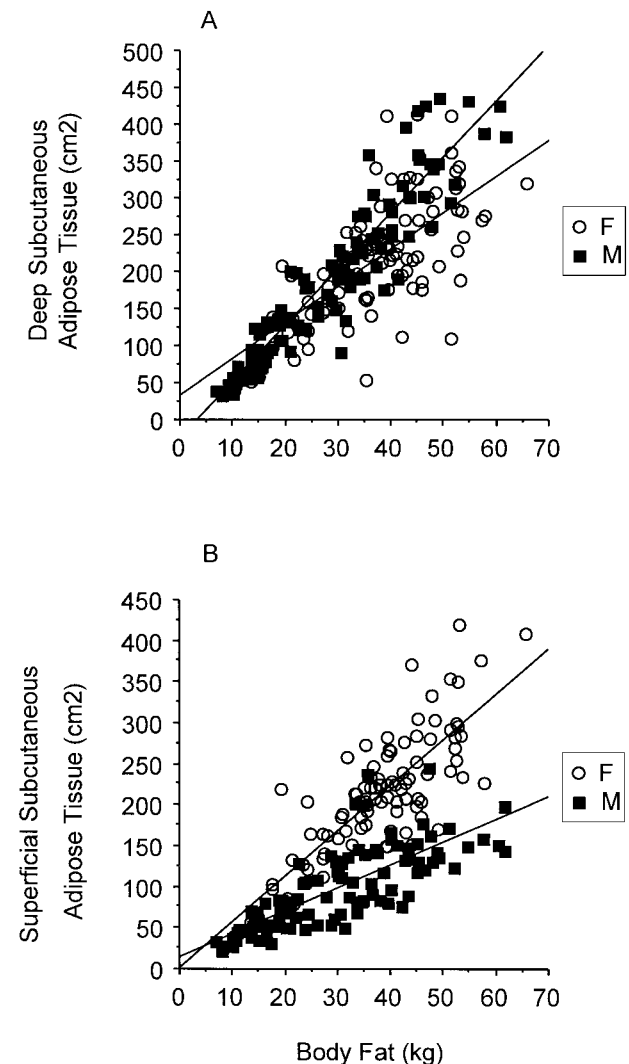 A
Deep Subcutaneous
Adipose Tissue (cm2)
500
450
400
350
300
250
200
150
100
50
0
0 10 20 30 40 50 60 70
F
M
B
Superficial Subcutaneous
Adipose Tissue (cm2)
450
400
350
300
250
200
150
100
50
0
0 10 20 30 40 50 60 70
F
M
Body Fat (kg)